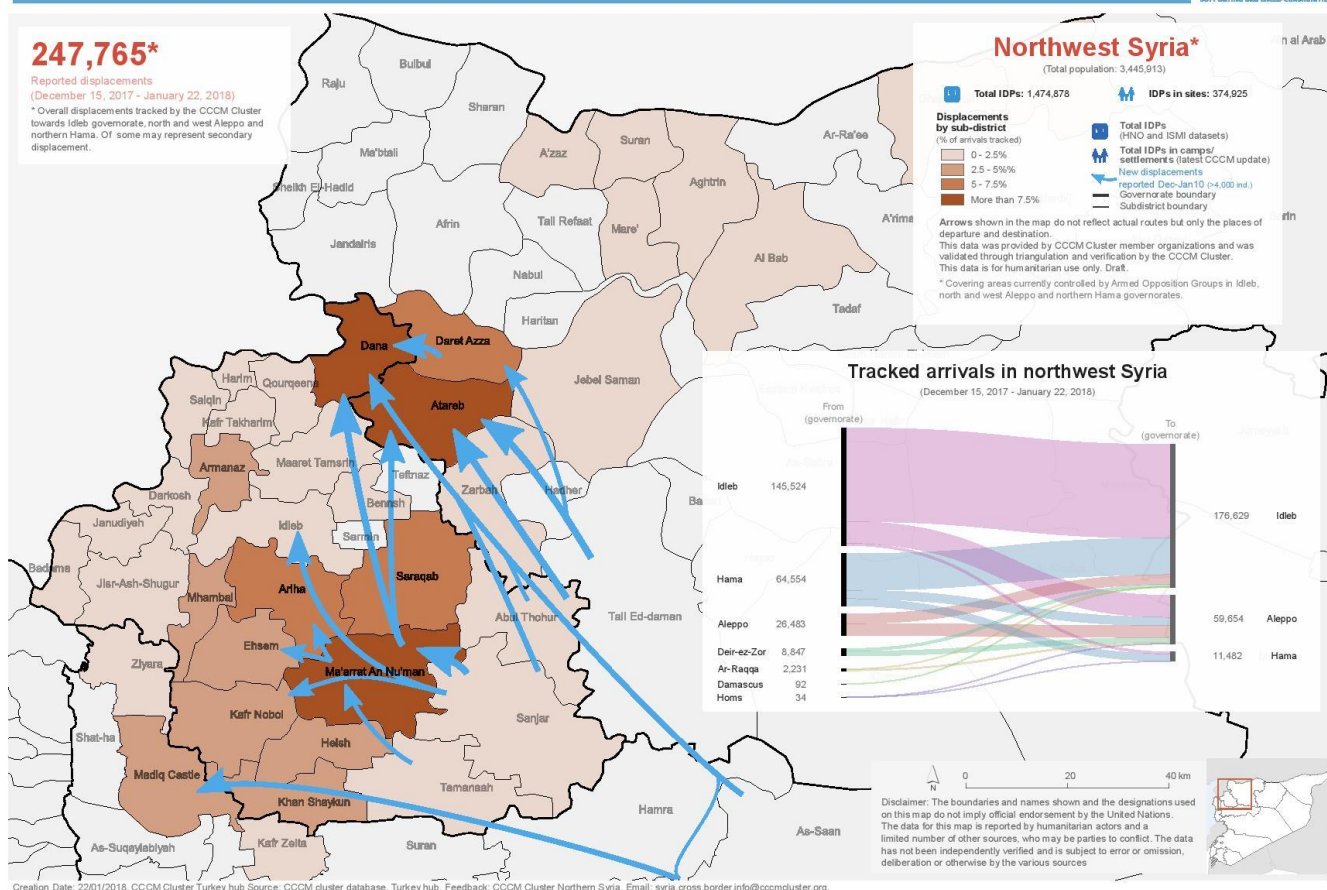 247,765*
Reported displacements
(December 15, 2017 - January 22, 2018)
* Overall displacements tracked by the CCCM Cluster
towards Idleb governorate, north and west Aleppo and
northern Hama. Of some may represent secondary
displacement.
Northwest Syria*
(Total population: 3,445,913)
Total IDPs: 1,474,878
IDPs in sites: 374,925
Displacements
by sub-district
(% of arrivals tracked)
0 - 2.5%
2.5 - 5%%
5 - 7.5%
More than 7.5%
Total IDPs
(HNO and ISMI datasets)
Total IDPs in camps/
settlements (latest CCCM update)
New displacements
reported Dec-Jan10 (>4,000 ind.)
Governorate boundary
Subdistrict boundary
Arrows shown in the map do not reflect actual routes but only the places of
departure and destination.
This data was provided by CCCM Cluster member organizations and was
validated through triangulation and verification by the CCCM Cluster.
This data is for humanitarian use only, Draft.
* Covering areas currently controlled by Armed Opposition Groups in Idleb,
north and west Aleppo and northern Hama governorates.
n al Arab
Bulbul
Raju
Sharan
Ma'btali
A'zaz
Suran
Ar-Ra'ee
Sheikh El-Hadid
Aghtrin
Afrin
Tall Refaat
Mare'
A'rima
Jandairis
Al Bab
Nabul
Tadaf
Haritan
Dana
Daret Azza
Jebel Saman
Harim
Qourqeena
Salqin
Kafr Takharim
Atareb
Armanaz
Maaret Tamsrin
Teftnaz
Zarbah
Hadher
Darkosh
Bennsh
Janudiyeh
Idleb
Sarmin
Badama
Jisr-Ash-Shugur
Mhambal
Ariha
Saraqab
Abul Thohur
Tall Ed-daman
Ehsem
Ziyara
Ma'arrat An Nu'man
Kafr Nobol
Sanjar
Shat-ha
Heish
Madiq Castle
Khan Shaykun
Tamanaah
Hamra
As-Saan
As-Suqaylabiyah
Kafr Zeita
Suran
Tracked arrivals in northwest Syria
(December 15, 2017 - January 22, 2018)
From
(governorate)
To
(governorate)
Idleb 145,524
Hama 64,554
Aleppo 26,483
Deir-ez-Zor 8,847
Ar-Raqqa 2,231
Damascus 92
Homs 34
176,629 Idleb
59,654 Aleppo
11,482 Hama
N
0 20 40 km
Disclaimer: The boundaries and names shown and the designations used
on this map do not imply official endorsement by the United Nations.
The data for this map is reported by humanitarian actors and a
limited number of other sources, who may be parties to conflict. The data
has not been independently verified and is subject to error or omission,
deliberation or otherwise by the various sources
Creation Date: 22/01/2018. CCCM Cluster Turkey hub Source: CCCM cluster database, Turkey hub. Feedback: CCCM Cluster Northern Syria. Email: syria.cross.border.info@cccmcluster.org.